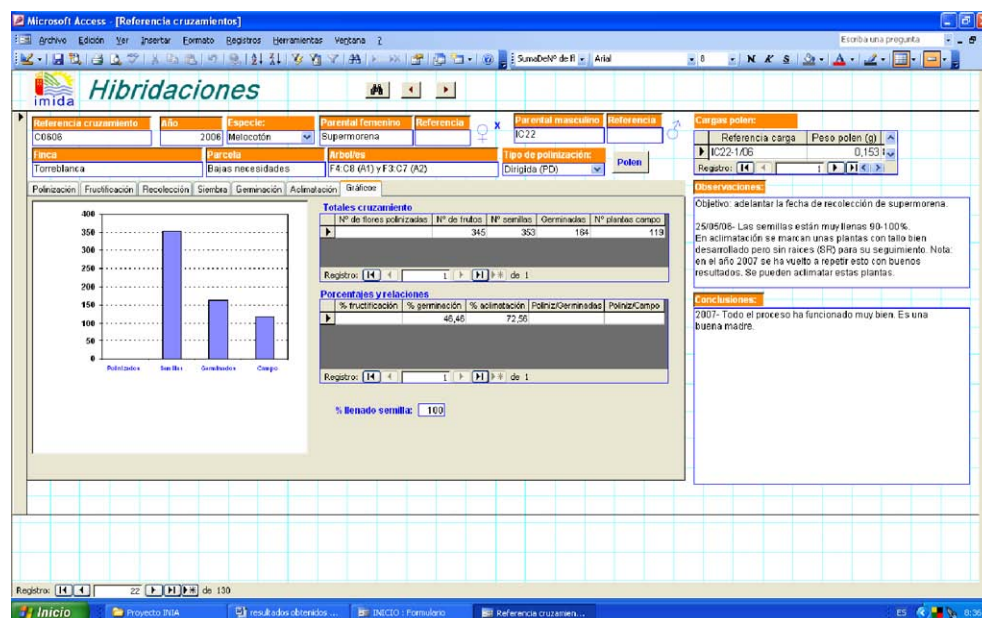 Microsoft Access - [Referencia cruzamientos]
Archivo Edición Ver Insertar Formato Registros Herramientas Ventana ?
Escriba una pregunta
SumaDeNº de fl Arial 8 N K S
imida
Hibridaciones
Referencia cruzamiento Año Especie: Parental femenino Referencia X Parental masculino Referencia
C0606 2006 Melocotón Supermorena IC22
Finca Parcela Arbol/es Tipo de polinización:
Torreblanca Bajas necesidades F4:C8 (A1) y F3:C7 (A2) Dirigida (PD) Polen
Cargas polen:
Referencia carga Peso polen (g)
IC22-1/06 0,153
Registro: 1
Polinización Fructificación Recolección Siembra Germinación Aclimatación Gráficos
400
350
300
250
200
150
100
50
0
Polinizados Semillas Germinados Campo
Totales cruzamiento
Nº de flores polinizadas Nº de frutos Nº semillas Germinadas Nº plantas campo
345 353 164 119
Registro: 1 de 1
Porcentajes y relaciones
% fructificación % germinación % aclimatación Poliniz/Germinadas Poliniz/Campo
46,46 72,56
Registro: 1 de 1
% llenado semilla: 100
Observaciones:
Objetivo: adelantar la fecha de recolección de supermorena.
25/05/06- Las semillas están muy llenas 90-100%.
En aclimatación se marcan unas plantas con tallo bien
desarrollado pero sin raices (SR) para su seguimiento. Nota:
en el año 2007 se ha vuelto a repetir esto con buenos
resultados. Se pueden aclimatar estas plantas.
Conclusiones:
2007- Todo el proceso ha funcionado muy bien. Es una
buena madre.
Registro: 22 de 130
Inicio Proyecto INIA resultados obtenidos ... INICIO : Formulario Referencia cruzamien... ES 8:36